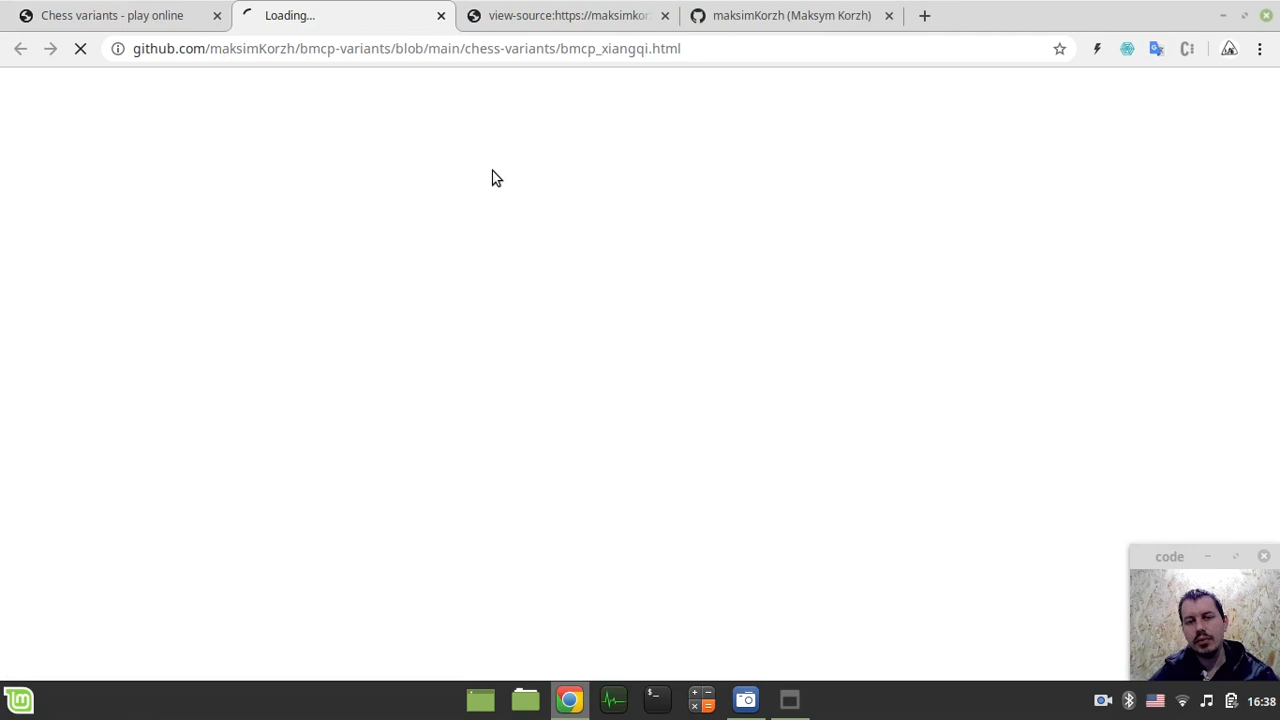 Chess variants - play online
Loading...
view-source:https://maksimkor
maksimKorzh (Maksym Korzh)
github.com/maksimKorzh/bmcp-variants/blob/main/chess-variants/bmcp_xiangqi.html
code
16:38